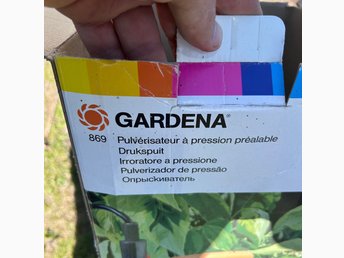 GARDENA®
869 Pulvérisateur à pression préalable
Drukspuit
Irroratore a pressione
Pulverizador de pressão
Опрыскиватель